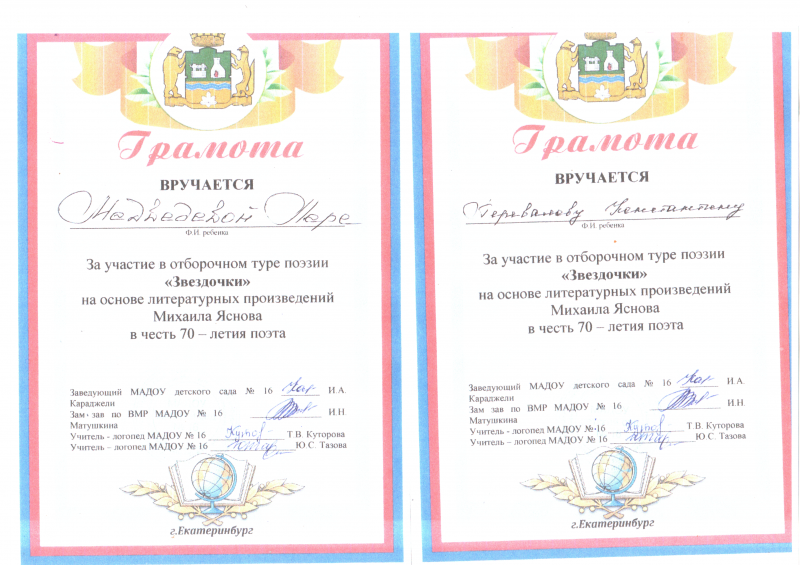 Грамота
ВРУЧАЕТСЯ
Медведевой Кире
Ф.И. ребенка
За участие в отборочном туре поэзии
«Звездочки»
на основе литературных произведений
Михаила Яснова
в честь 70 – летия поэта
Заведующий МАДОУ детского сада № 16 И.А.
Караджели
Зам зав по ВМР МАДОУ № 16 И.Н
Матушкина
Учитель - логопед МАДОУ № 16 Т.В. Куторова
Учитель – логопед МАДОУ № 16 Ю С. Тазова
г.Екатеринбург
Грамота
ВРУЧАЕТСЯ
Перевалову Константину
Ф.И. ребенка
За участие в отборочном туре поэзии
«Звездочки»
на основе литературных произведений
Михаила Яснова
в честь 70 – летия поэта
Заведующий МАДОУ детского сада № 16 И.А.
Караджели
Зам зав по ВМР МАДОУ № 16 И.Н.
Матушкина
Учитель - логопед МАДОУ № 16 Т.В. Куторова
Учитель – логопед МАДОУ № 16 Ю.С. Тазова
г.Екатеринбург